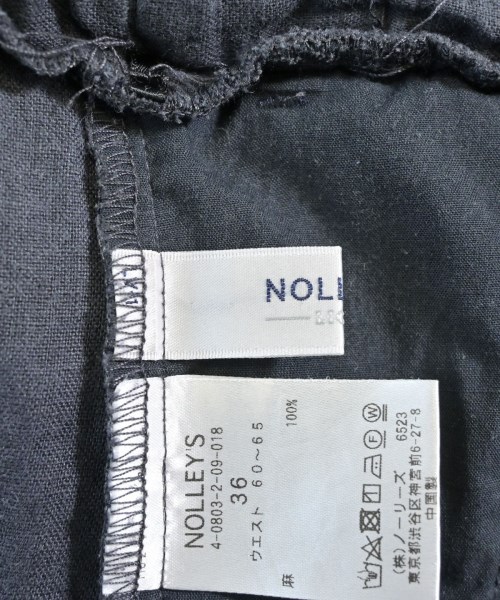 NOLL
NOLLEY'S
4-0803-2-09-018
36
ウエスト 60～65
麻 100%
6523
(株)ノーリーズ
東京都渋谷区神宮前6-27-8
中国製